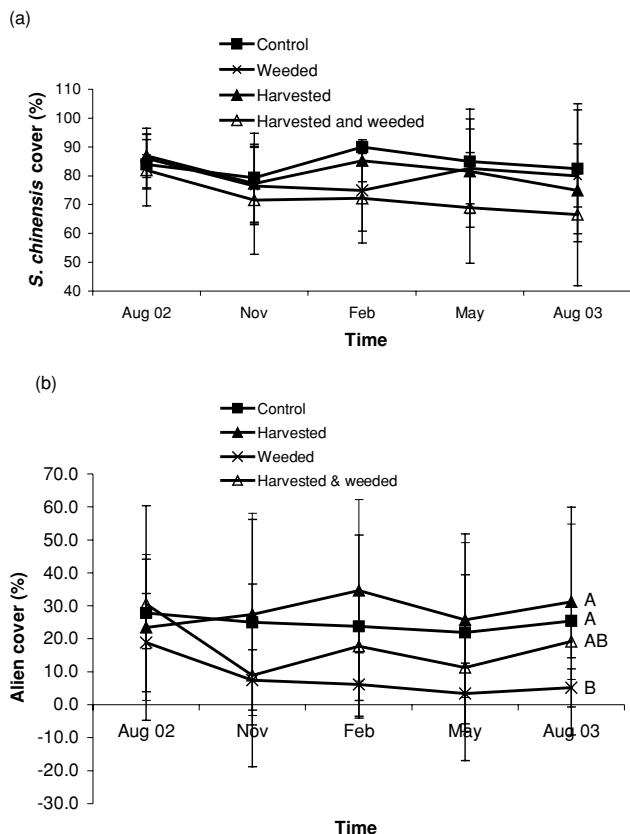 (a)
Control
Weeded
Harvested
Harvested and weeded
110
100
90
80
70
60
50
40
S. chinensis cover (%)
Aug 02 Nov Feb May Aug 03
Time
(b)
Control
Harvested
Weeded
Harvested & weeded
70.0
60.0
50.0
40.0
30.0
20.0
10.0
0.0
-10.0
-20.0
-30.0
Alien cover (%)
A
A
AB
B
Aug 02 Nov Feb May Aug 03
Time